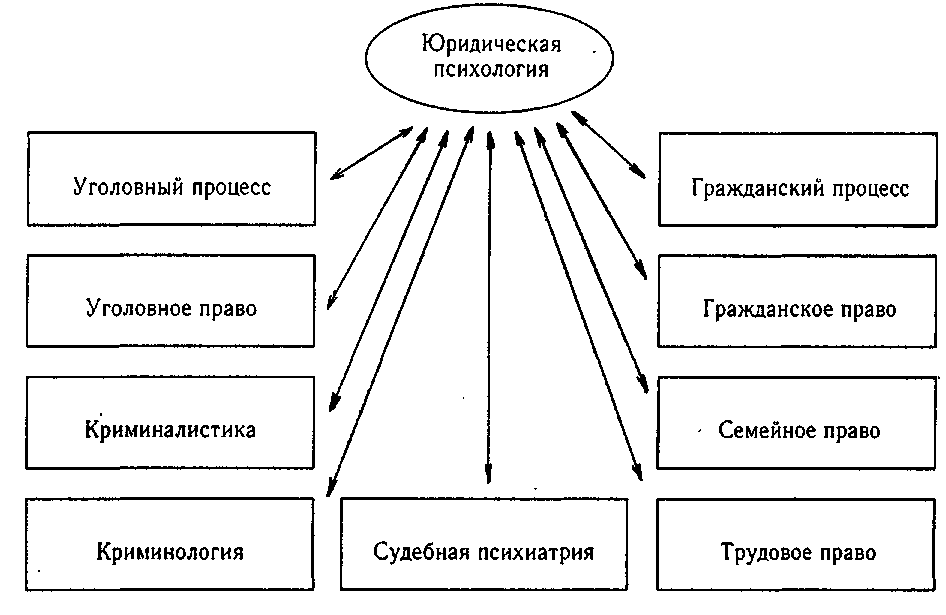 Юридическая
психология
Уголовный процесс
Гражданский процесс
Уголовное право
Гражданское право
Криминалистика
Семейное право
Криминология
Судебная психиатрия
Трудовое право